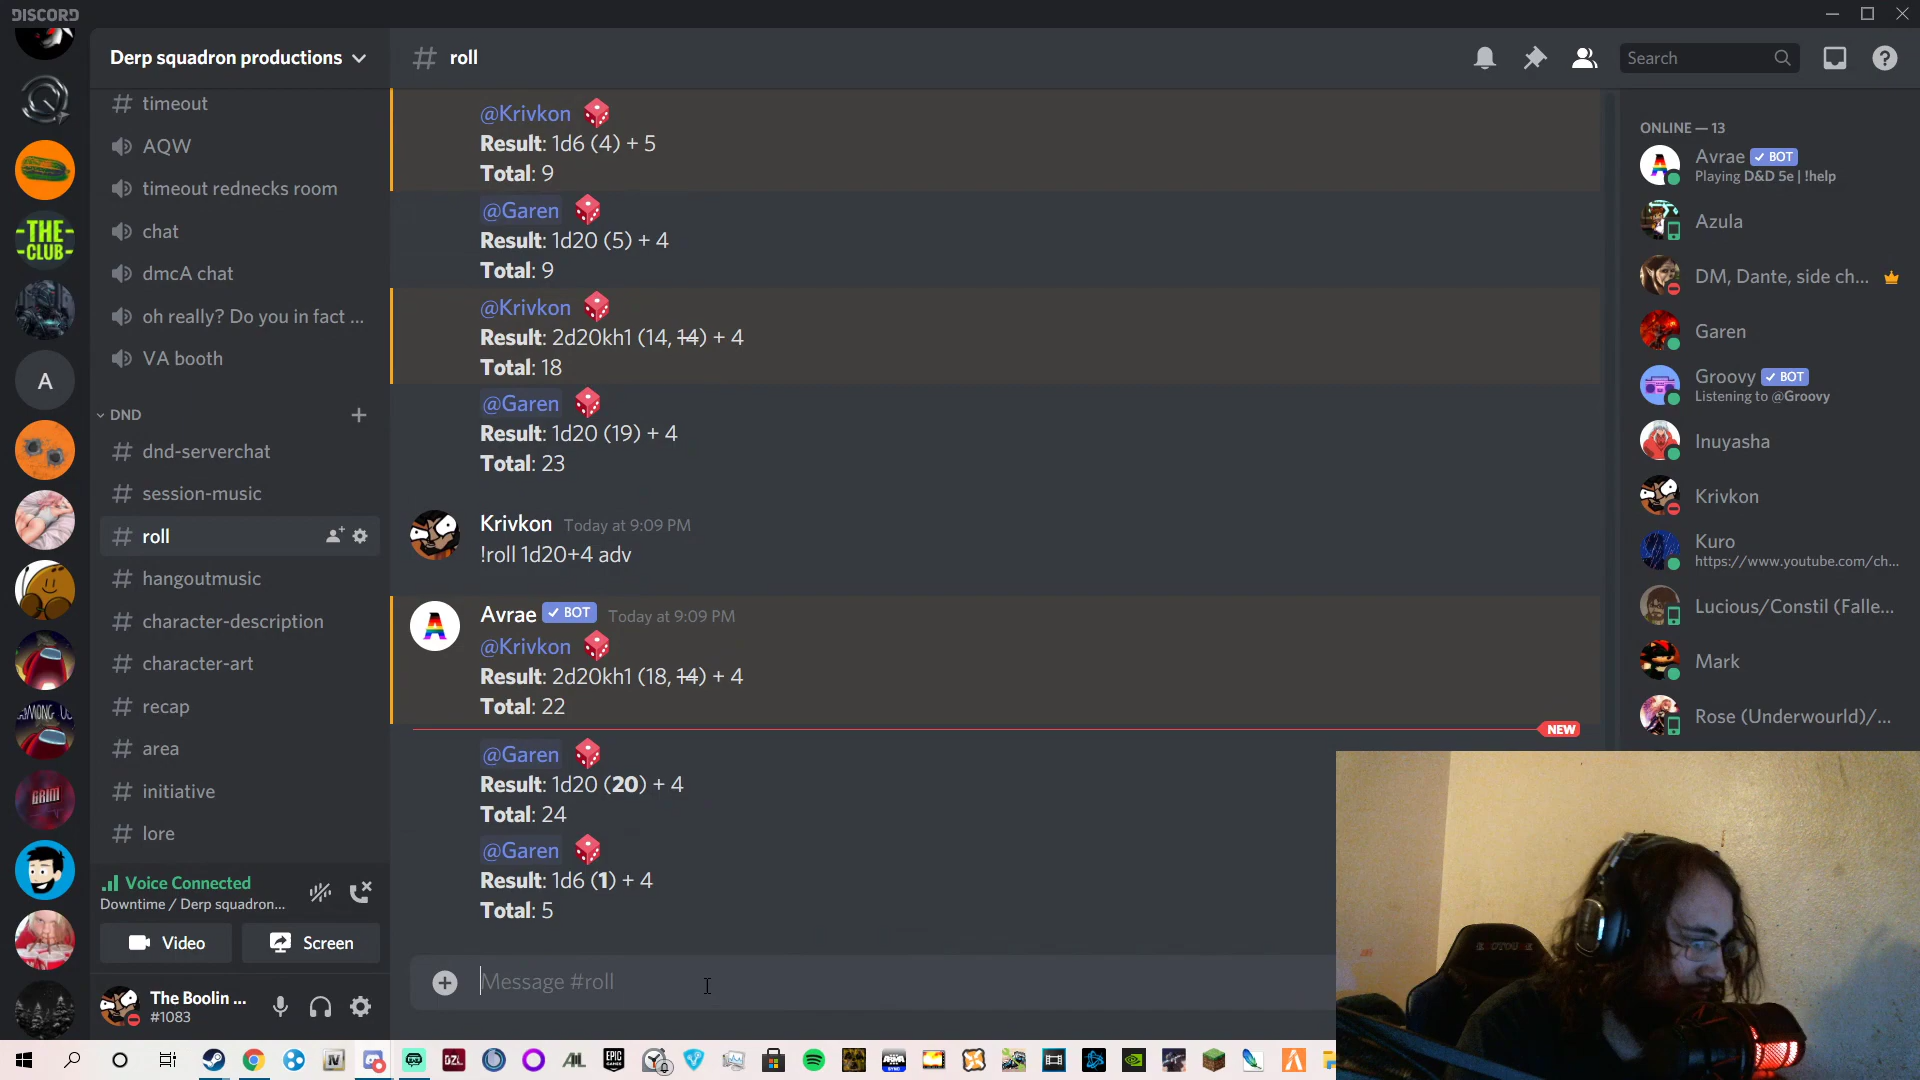 DISCORD
Derp squadron productions
# roll
Search
timeout
AQW
timeout rednecks room
chat
dmcA chat
oh really? Do you in fact ...
VA booth
DND
dnd-serverchat
session-music
roll
hangoutmusic
character-description
character-art
recap
area
initiative
lore
Voice Connected
Downtime / Derp squadron...
Video
Screen
The Boolin ...
#1083
THE
CLUB
A
AMONG US
GRIM
@Krivkon
Result: 1d6 (4) + 5
Total: 9
@Garen
Result: 1d20 (5) + 4
Total: 9
@Krivkon
Result: 2d20kh1 (14, 14) + 4
Total: 18
@Garen
Result: 1d20 (19) + 4
Total: 23
Krivkon Today at 9:09 PM
!roll 1d20+4 adv
Avrae BOT Today at 9:09 PM
@Krivkon
Result: 2d20kh1 (18, 14) + 4
Total: 22
NEW
@Garen
Result: 1d20 (20) + 4
Total: 24
@Garen
Result: 1d6 (1) + 4
Total: 5
Message #roll
ONLINE — 13
Avrae BOT
Playing D&D 5e | !help
Azula
DM, Dante, side ch...
Garen
Groovy BOT
Listening to @Groovy
Inuyasha
Krivkon
Kuro
https://www.youtube.com/ch...
Lucious/Constil (Falle...
Mark
Rose (Underwourld)/...